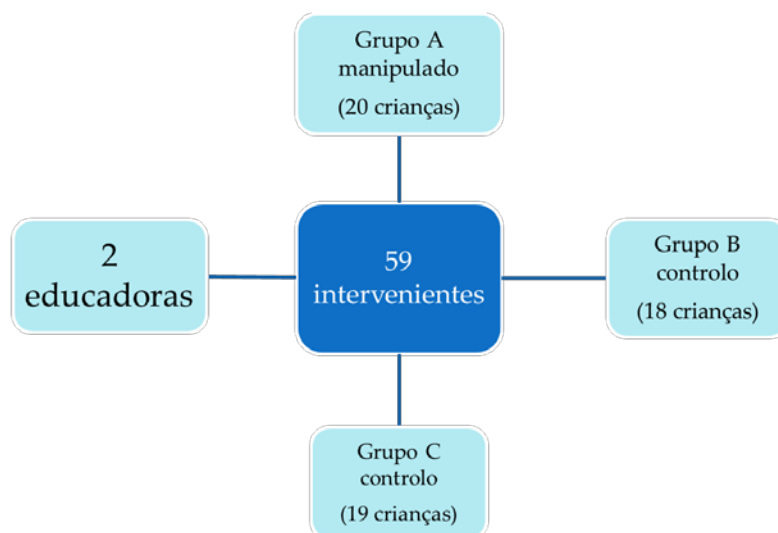 Grupo A
manipulado
(20 crianças)
2
educadoras
59
intervenientes
Grupo B
controlo
(18 crianças)
Grupo C
controlo
(19 crianças)